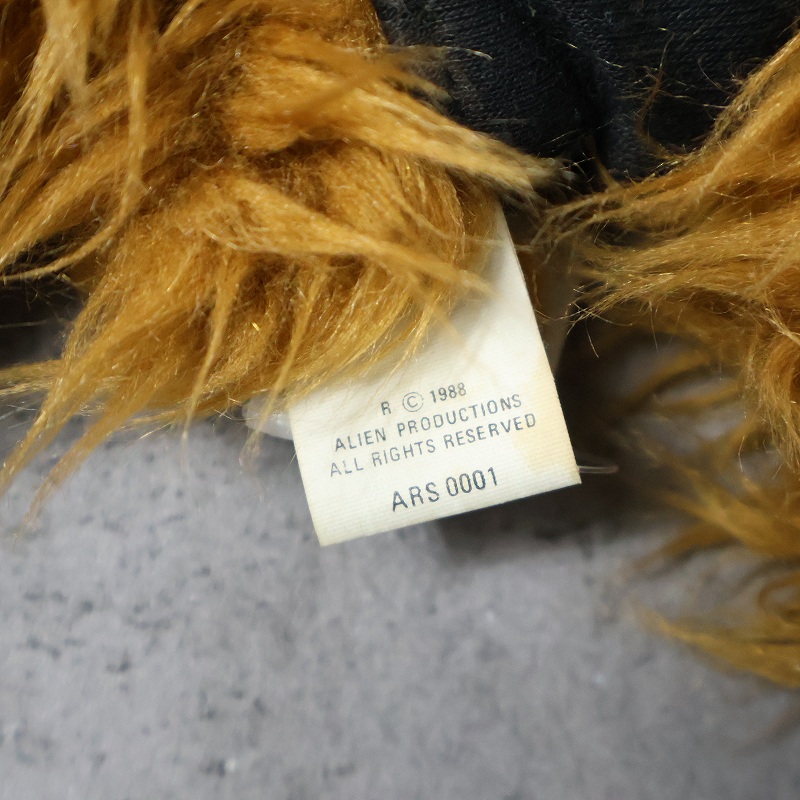 R © 1988
ALIEN PRODUCTIONS
ALL RIGHTS RESERVED
ARS 0001